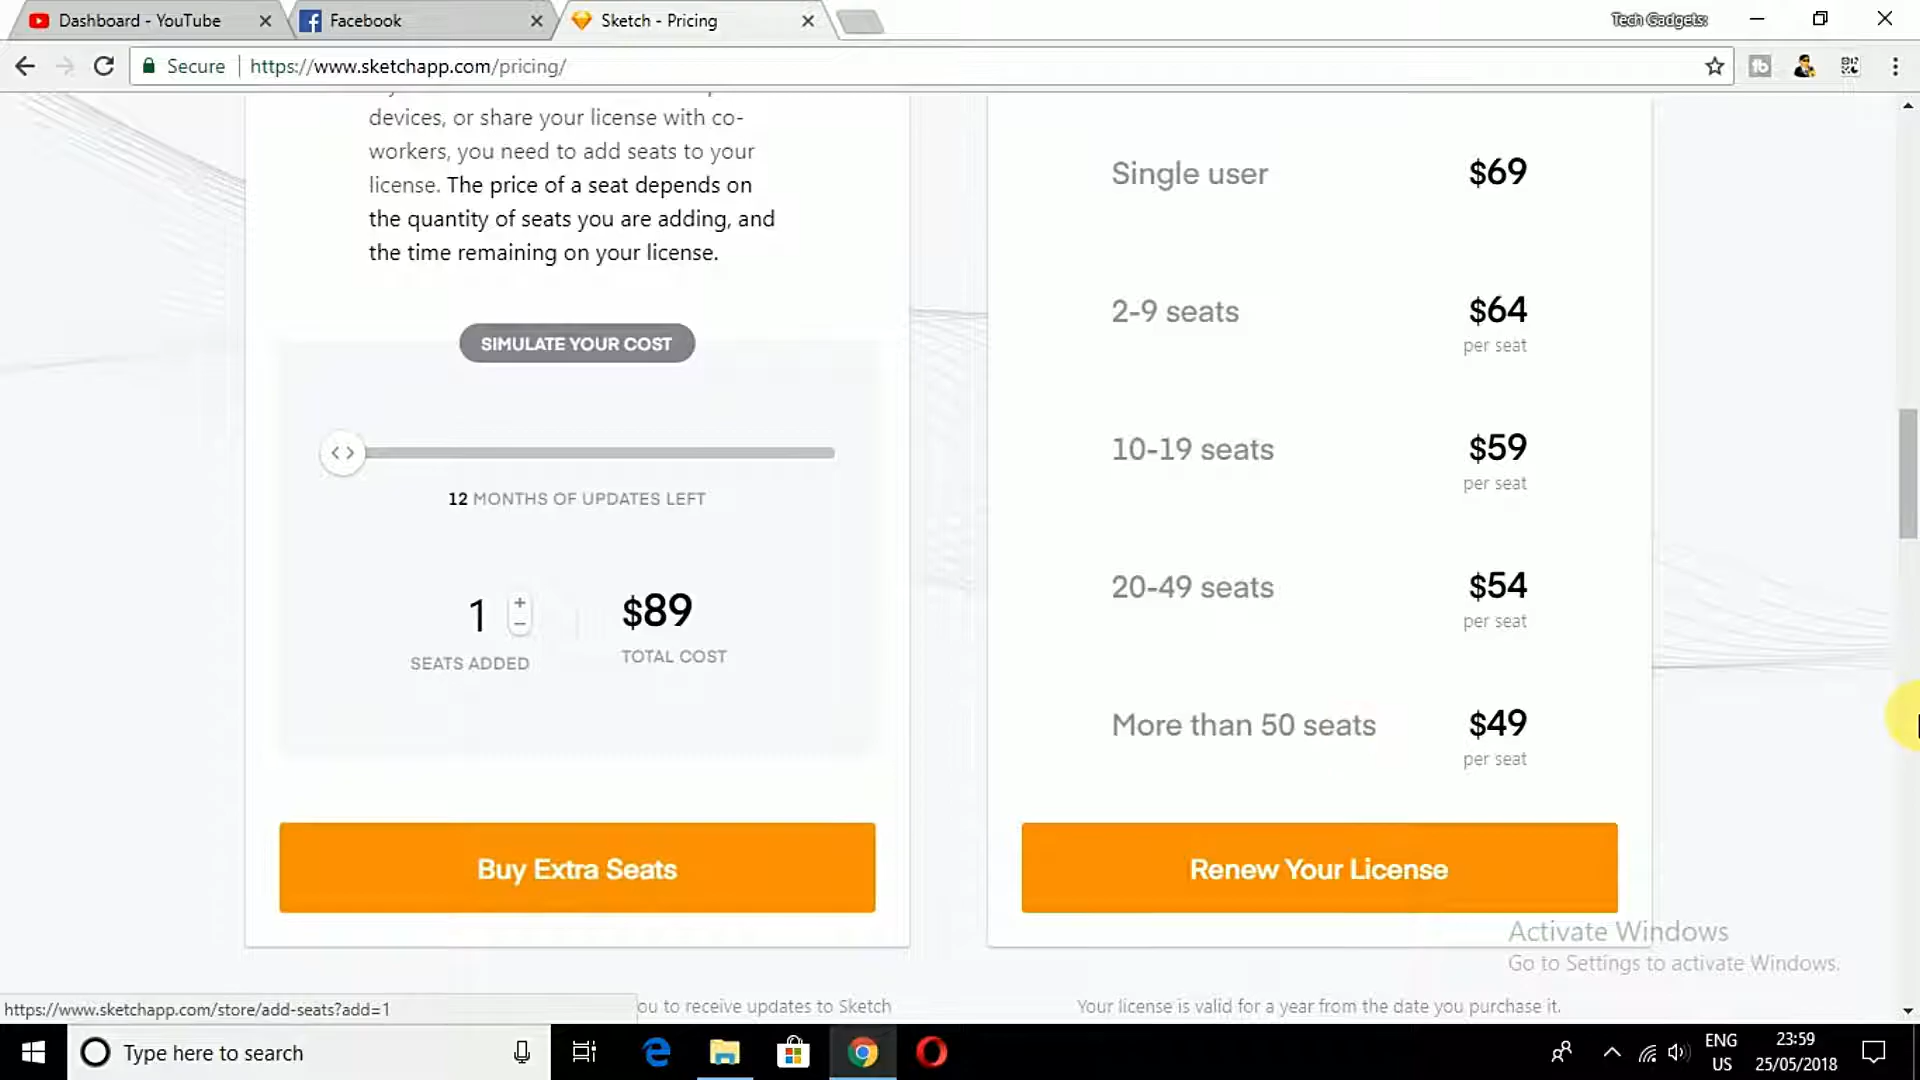 Dashboard - YouTube
Facebook
Sketch - Pricing
Tech Gadgets
Secure
https://www.sketchapp.com/pricing/
devices, or share your license with co-
workers, you need to add seats to your
license. The price of a seat depends on
the quantity of seats you are adding, and
the time remaining on your license.
SIMULATE YOUR COST
12 MONTHS OF UPDATES LEFT
1
+
−
$89
SEATS ADDED
TOTAL COST
Buy Extra Seats
Single user
$69
2-9 seats
$64
per seat
10-19 seats
$59
per seat
20-49 seats
$54
per seat
More than 50 seats
$49
per seat
Renew Your License
Activate Windows
Go to Settings to activate Windows.
https://www.sketchapp.com/store/add-seats?add=1
ou to receive updates to Sketch
Your license is valid for a year from the date you purchase it.
Type here to search
ENG
US
23:59
25/05/2018